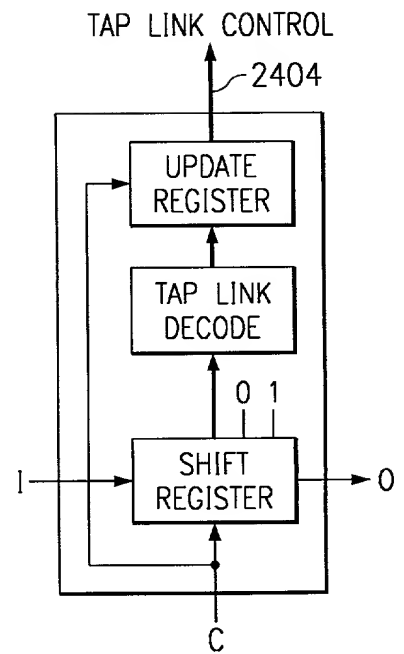 TAP LINK CONTROL
2404
UPDATE
REGISTER
TAP LINK
DECODE
0 1
I
SHIFT
REGISTER
O
C